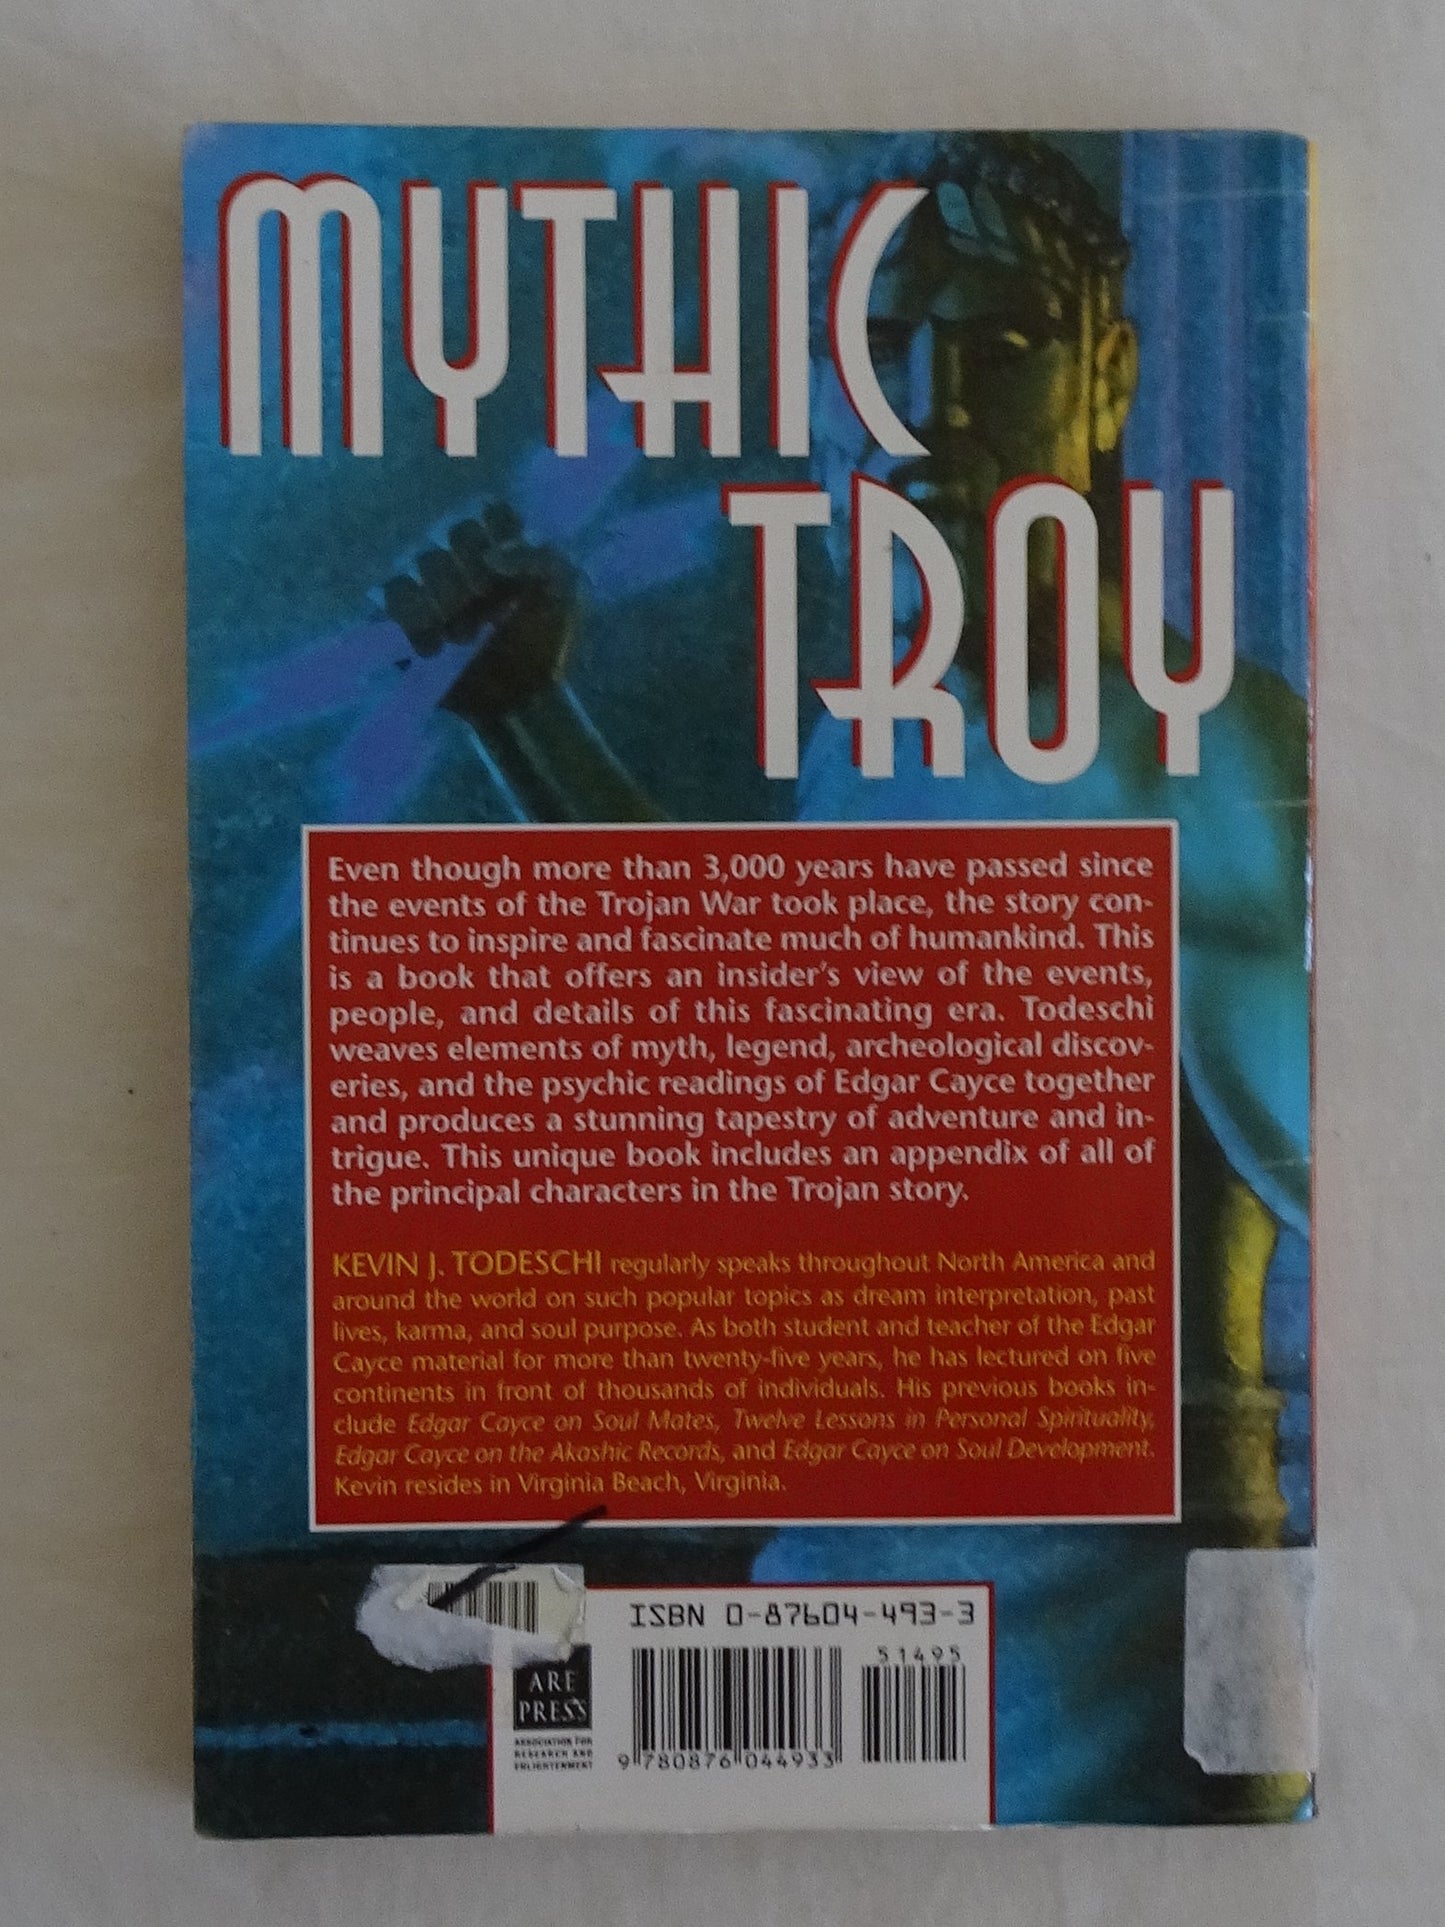 MYTHIC
TROY
Even though more than 3,000 years have passed since
the events of the Trojan War took place, the story con-
tinues to inspire and fascinate much of humankind. This
is a book that offers an insider's view of the events,
people, and details of this fascinating era. Todeschi
weaves elements of myth, legend, archeological discov-
eries, and the psychic readings of Edgar Cayce together
and produces a stunning tapestry of adventure and in-
trigue. This unique book includes an appendix of all of
the principal characters in the Trojan story.
KEVIN J. TODESCHI regularly speaks throughout North America and
around the world on such popular topics as dream interpretation, past
lives, karma, and soul purpose. As both student and teacher of the Edgar
Cayce material for more than twenty-five years, he has lectured on five
continents in front of thousands of individuals. His previous books in-
clude Edgar Cayce on Soul Mates, Twelve Lessons in Personal Spirituality,
Edgar Cayce on the Akashic Records, and Edgar Cayce on Soul Development.
Kevin resides in Virginia Beach, Virginia.
ISBN 0-87604-493-3
51495
ARE
PRESS
ASSOCIATION FOR
RESEARCH AND
ENLIGHTENMENT
9 780876 044933